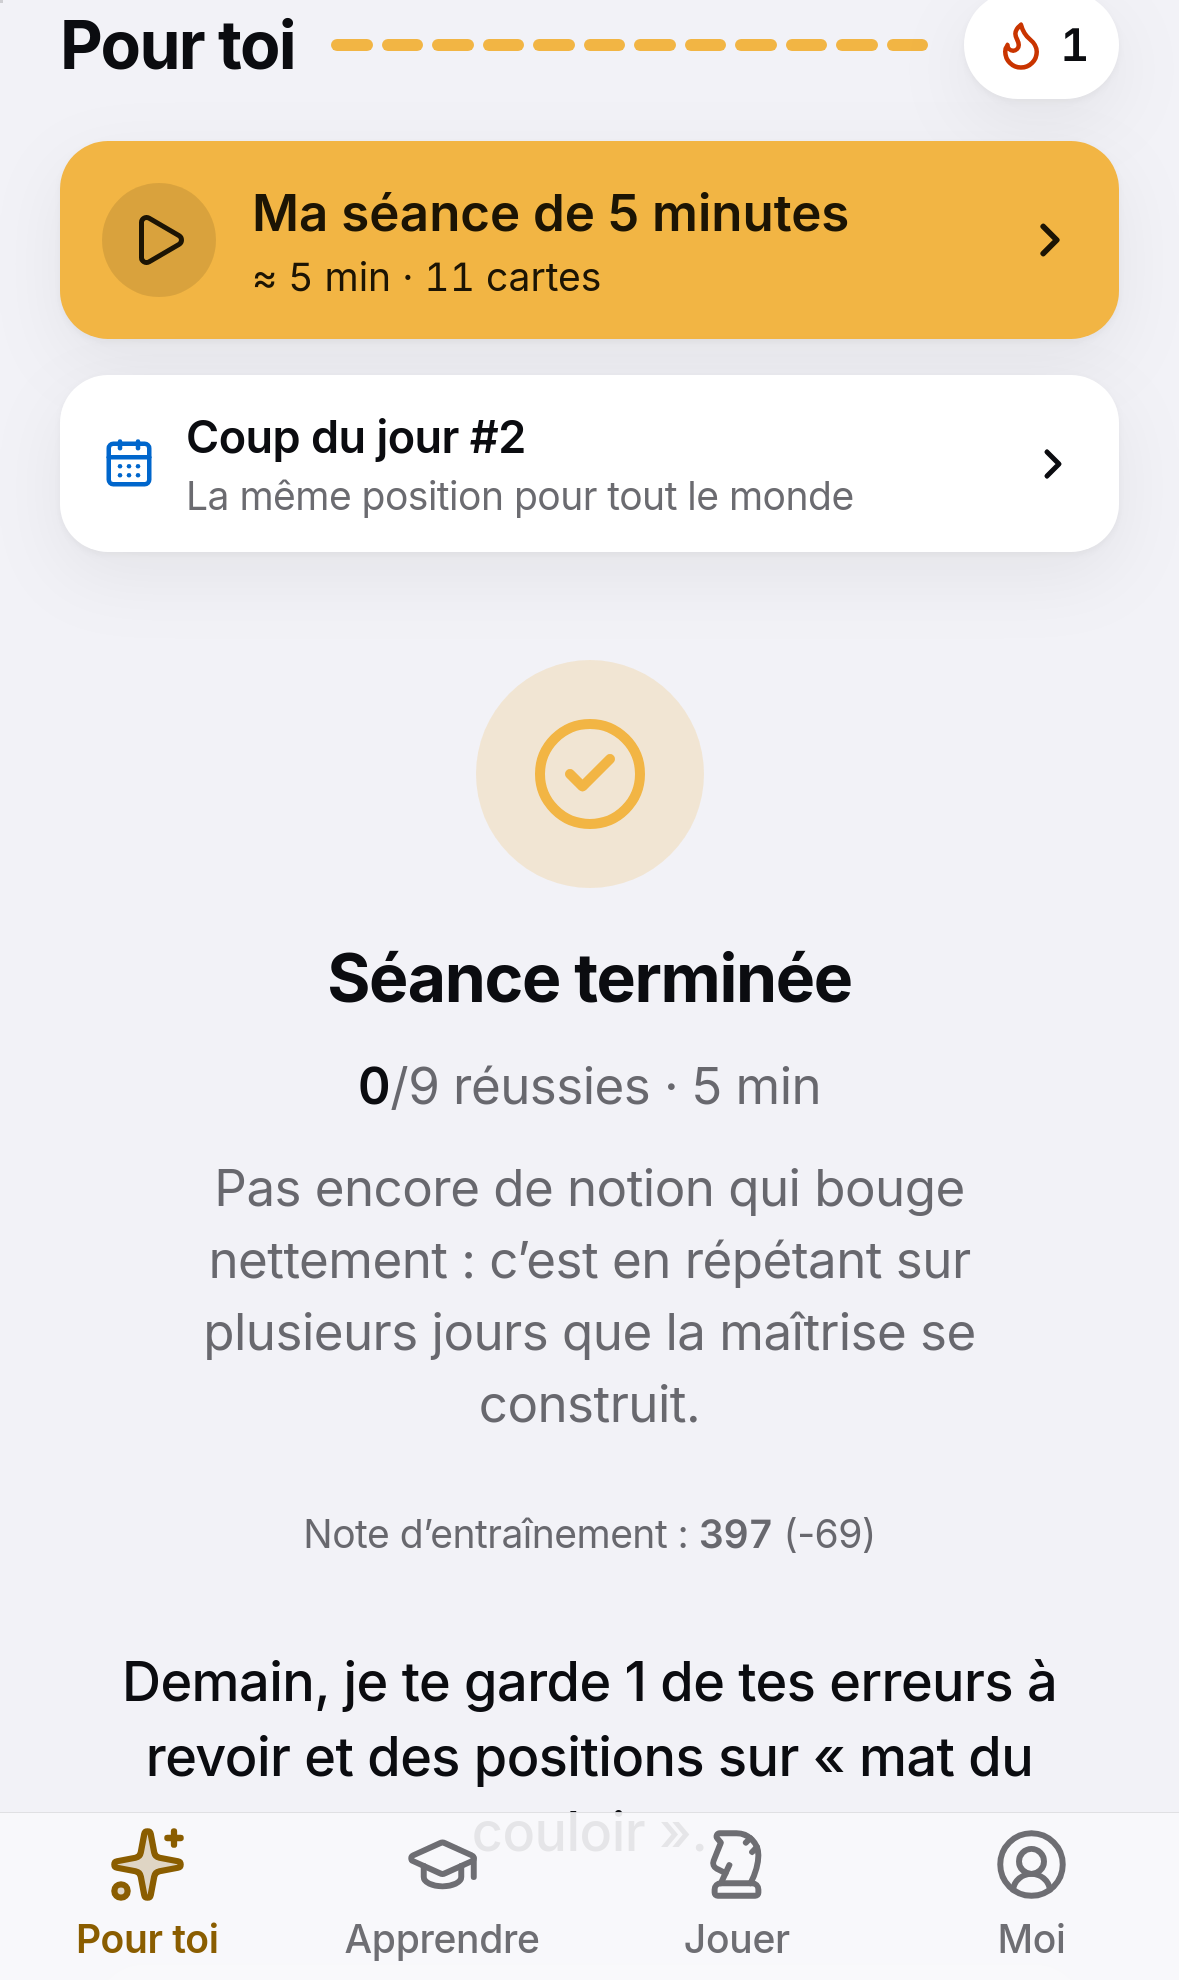 Pour toi
1
Ma séance de 5 minutes
≈ 5 min · 11 cartes
Coup du jour #2
La même position pour tout le monde
Séance terminée
0/9 réussies · 5 min
Pas encore de notion qui bouge
nettement : c’est en répétant sur
plusieurs jours que la maîtrise se
construit.
Note d’entraînement : 397 (-69)
Demain, je te garde 1 de tes erreurs à
revoir et des positions sur « mat du
couloir ».
Pour toi
Apprendre
Jouer
Moi